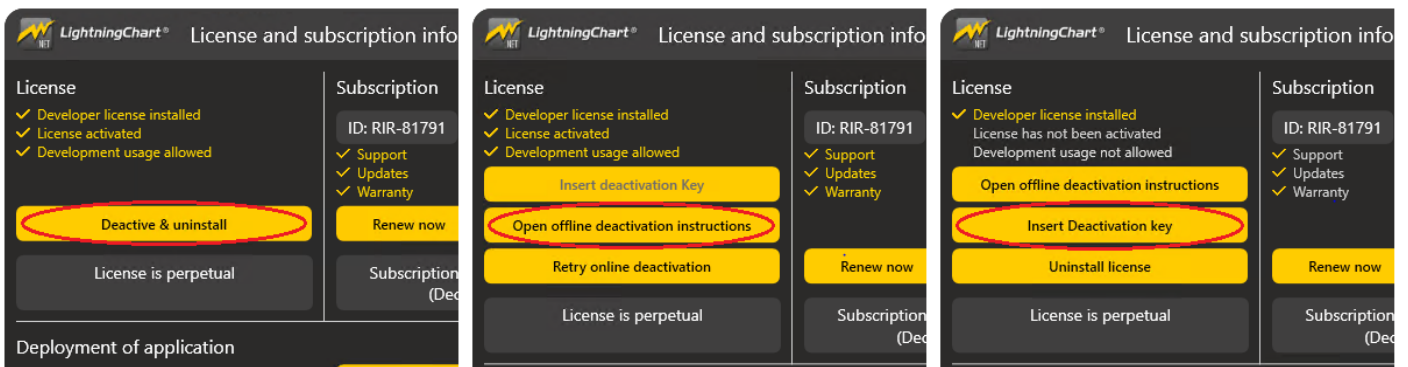 NET
LightningChart®
License and subscription info
License
Developer license installed
License activated
Development usage allowed
Deactive & uninstall
License is perpetual
Subscription
ID: RIR-81791
Support
Updates
Warranty
Renew now
Subscription
(Dec
Deployment of application
NET
LightningChart®
License and subscription info
License
Developer license installed
License activated
Development usage allowed
Insert deactivation Key
Open offline deactivation instructions
Retry online deactivation
License is perpetual
Subscription
ID: RIR-81791
Support
Updates
Warranty
Renew now
Subscription
(Dec
NET
LightningChart®
License and subscription info
License
Developer license installed
License has not been activated
Development usage not allowed
Open offline deactivation instructions
Insert Deactivation key
Uninstall license
License is perpetual
Subscription
ID: RIR-81791
Support
Updates
Warranty
Renew now
Subscription
(Dec